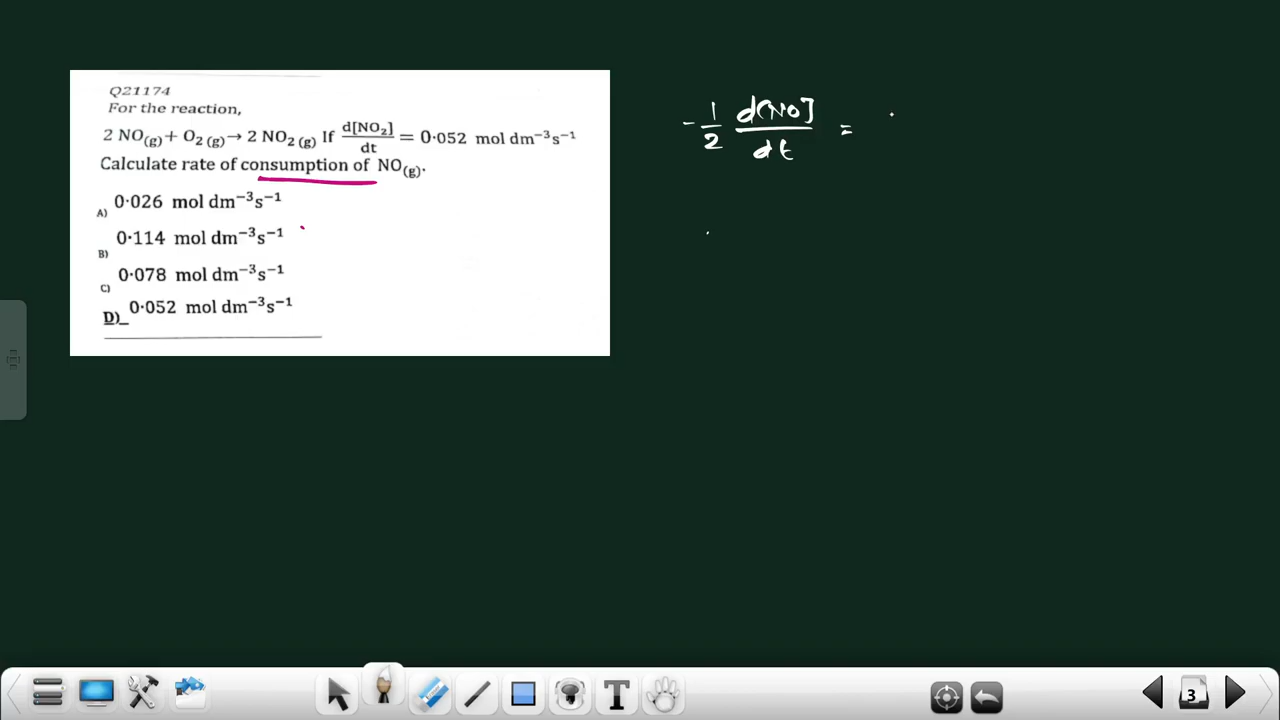 Q21174
For the reaction,
2 NO(g)+ O₂ (g)→ 2 NO₂ (g) If d[NO₂]/dt = 0·052 mol dm⁻³s⁻¹
Calculate rate of consumption of NO(g).
A) 0·026 mol dm⁻³s⁻¹
B) 0·114 mol dm⁻³s⁻¹
C) 0·078 mol dm⁻³s⁻¹
D) 0·052 mol dm⁻³s⁻¹
-1/2 d[NO]/dt =
3